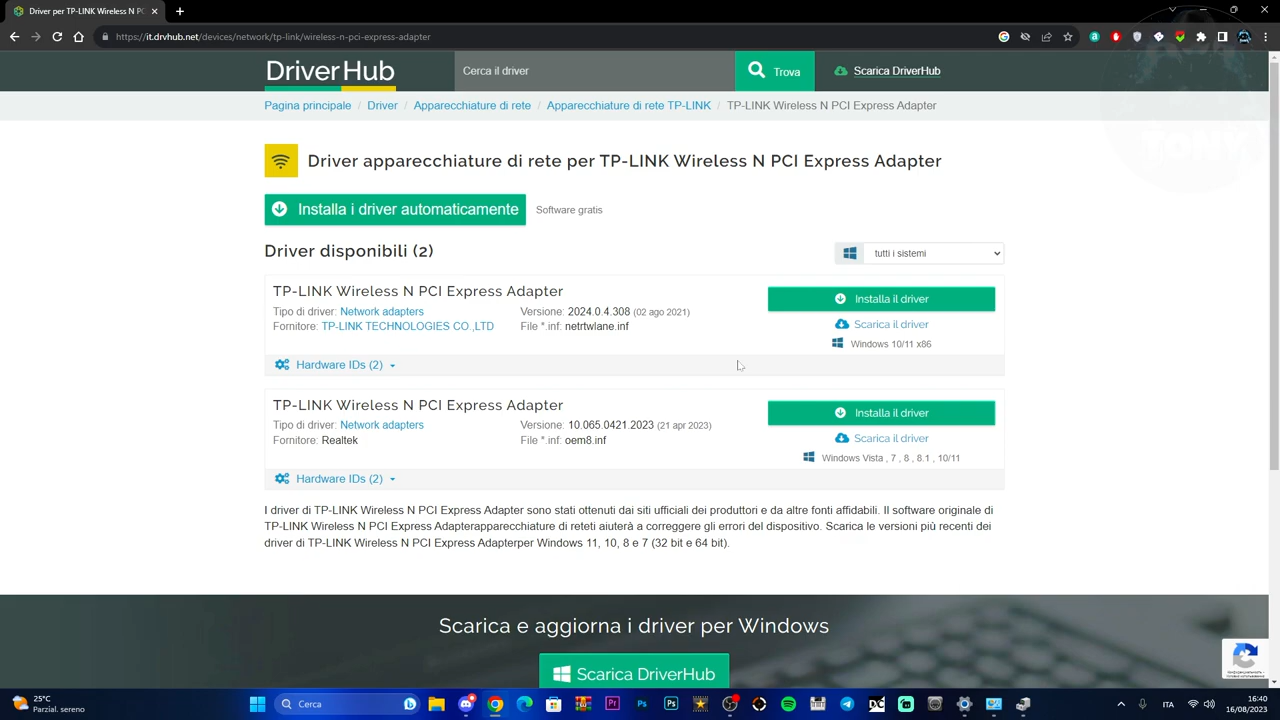 Driver per TP-LINK Wireless N PC
https://it.drvhub.net/devices/network/tp-link/wireless-n-pci-express-adapter
DriverHub
Cerca il driver
Trova
Scarica DriverHub
Pagina principale / Driver / Apparecchiature di rete / Apparecchiature di rete TP-LINK / TP-LINK Wireless N PCI Express Adapter
TONY
Driver apparecchiature di rete per TP-LINK Wireless N PCI Express Adapter
Installa i driver automaticamente
Software gratis
Driver disponibili (2)
tutti i sistemi
TP-LINK Wireless N PCI Express Adapter
Installa il driver
Tipo di driver: Network adapters
Versione: 2024.0.4.308 (02 ago 2021)
Scarica il driver
Fornitore: TP-LINK TECHNOLOGIES CO.,LTD
File *.inf: netrtwlane.inf
Windows 10/11 x86
Hardware IDs (2)
TP-LINK Wireless N PCI Express Adapter
Installa il driver
Tipo di driver: Network adapters
Versione: 10.065.0421.2023 (21 apr 2023)
Scarica il driver
Fornitore: Realtek
File *.inf: oem8.inf
Windows Vista , 7 , 8 , 8.1 , 10/11
Hardware IDs (2)
I driver di TP-LINK Wireless N PCI Express Adapter sono stati ottenuti dai siti ufficiali dei produttori e da altre fonti affidabili. Il software originale di
TP-LINK Wireless N PCI Express Adapterapparecchiature di reteti aiuterà a correggere gli errori del dispositivo. Scarica le versioni più recenti dei
driver di TP-LINK Wireless N PCI Express Adapterper Windows 11, 10, 8 e 7 (32 bit e 64 bit).
Scarica e aggiorna i driver per Windows
Scarica DriverHub
25°C
Parzial. sereno
Cerca
ITA
16:40
16/08/2023